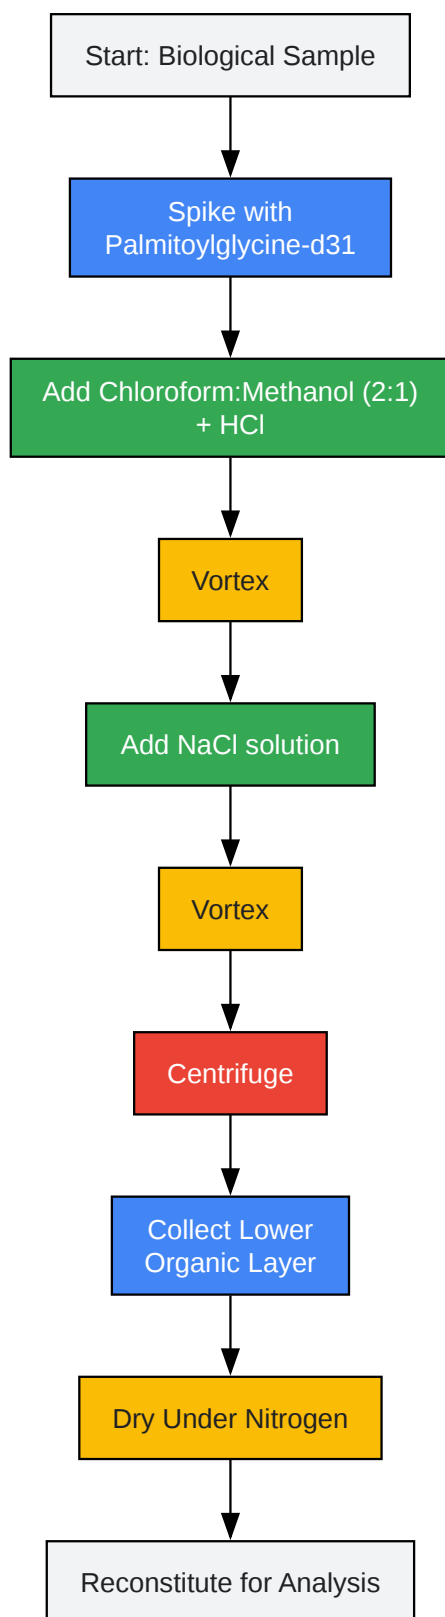 Start: Biological Sample
Spike with
Palmitoylglycine-d31
Add Chloroform:Methanol (2:1)
+ HCl
Vortex
Add NaCl solution
Vortex
Centrifuge
Collect Lower
Organic Layer
Dry Under Nitrogen
Reconstitute for Analysis